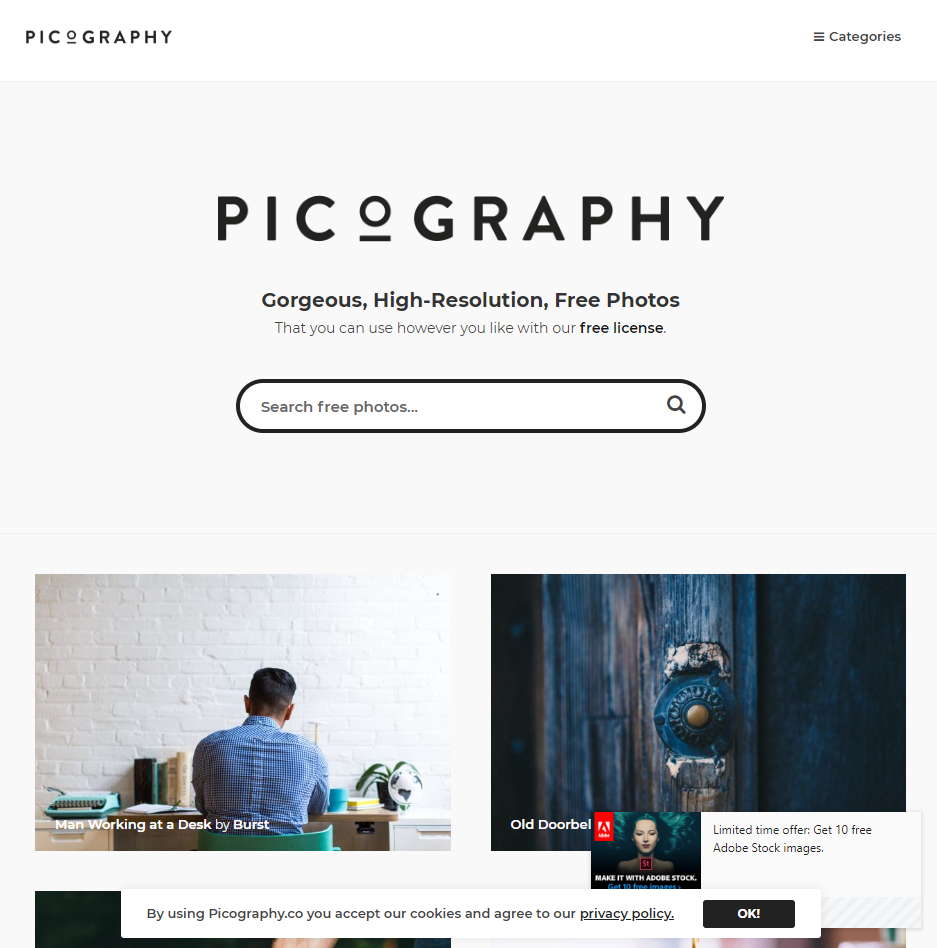 PICOGRAPHY
Categories
PICOGRAPHY
Gorgeous, High-Resolution, Free Photos
That you can use however you like with our free license.
Search free photos...
Man Working at a Desk by Burst
Old Doorbel
Adobe
St
MAKE IT WITH ADOBE STOCK.
Get 10 free images ›
Limited time offer: Get 10 free
Adobe Stock images.
By using Picography.co you accept our cookies and agree to our privacy policy.
OK!